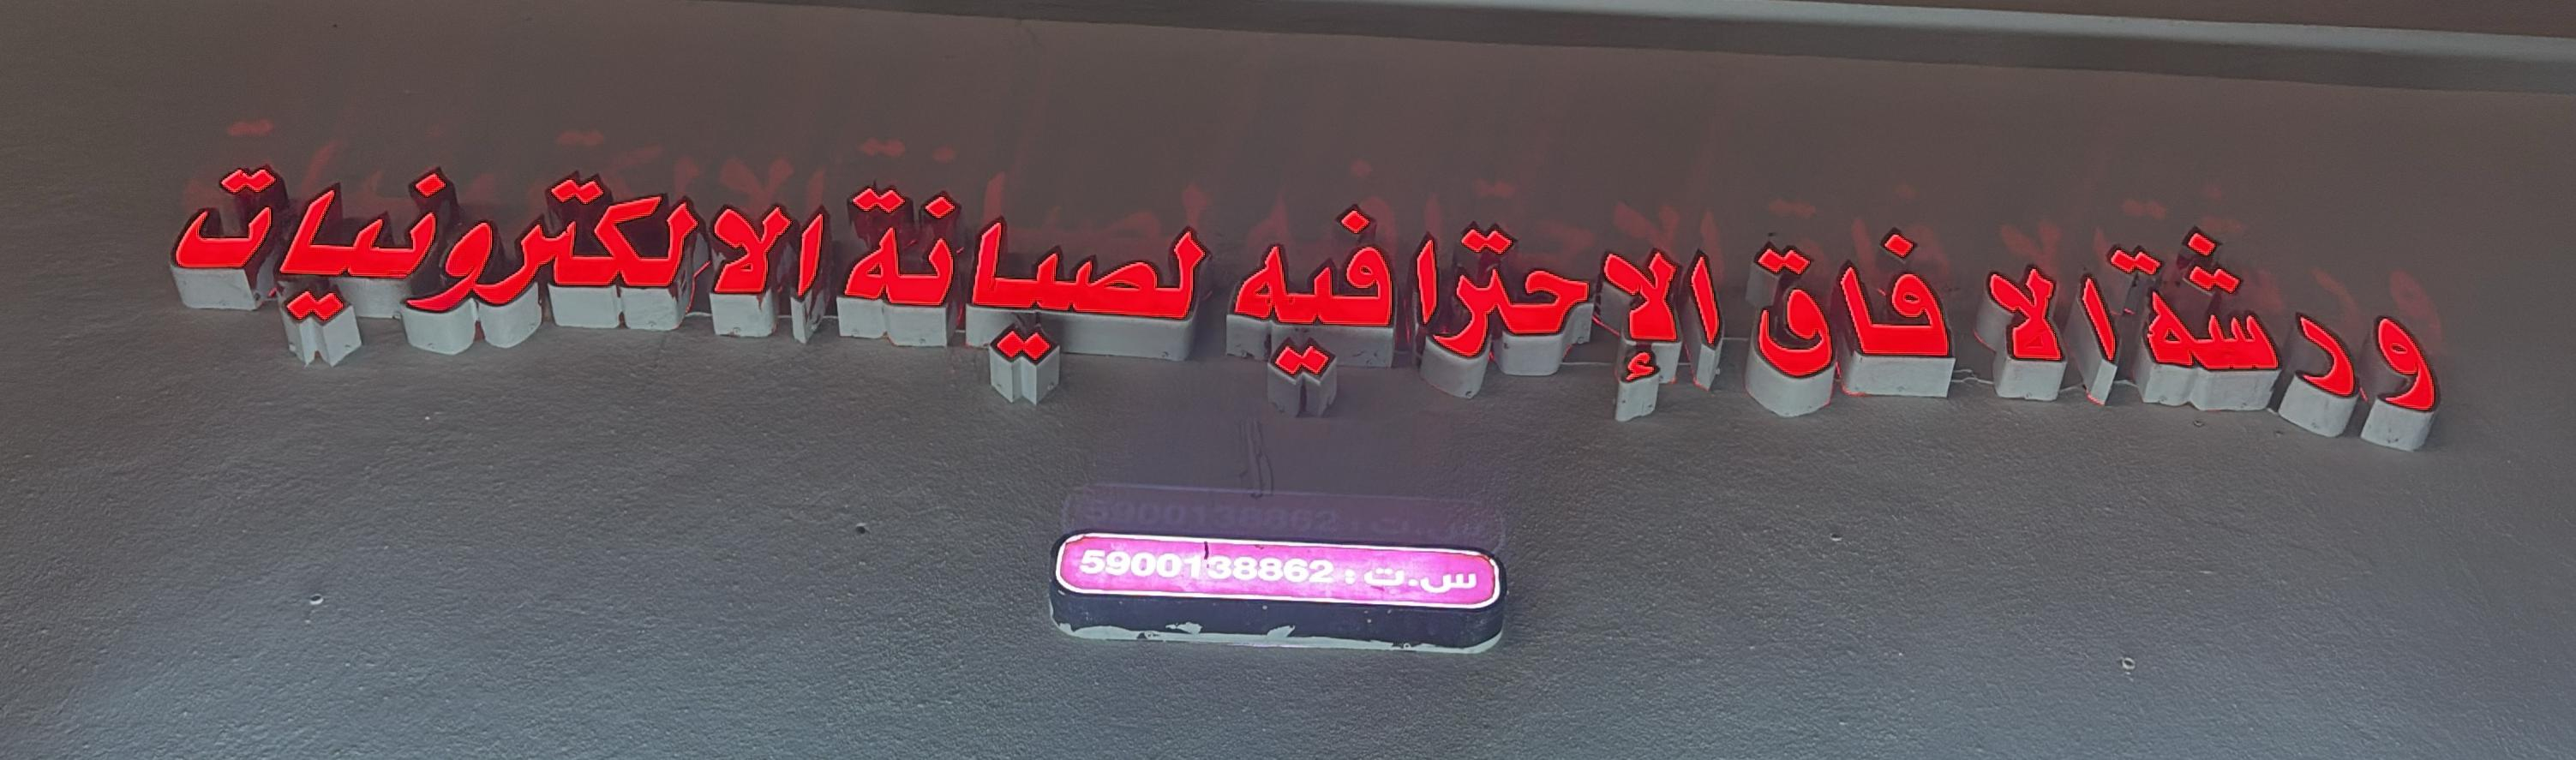 ورشة الافاق الإحترافيه لصيانة الالكترونيات
س.ت : 5900138862